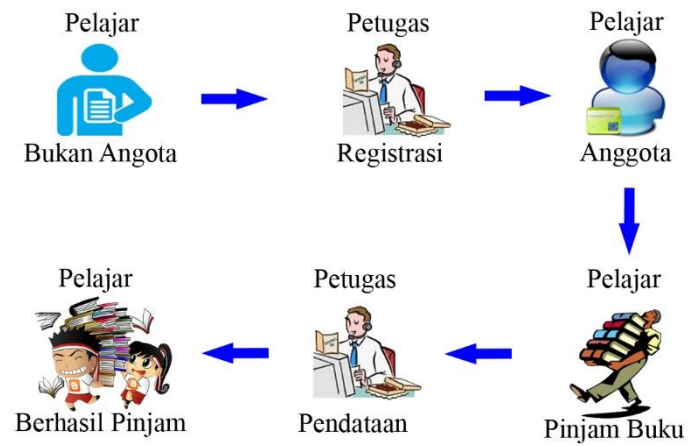 Pelajar
Petugas
Pelajar
Bukan Angota
Registrasi
Anggota
Pelajar
Petugas
Pelajar
Berhasil Pinjam
Pendataan
Pinjam Buku